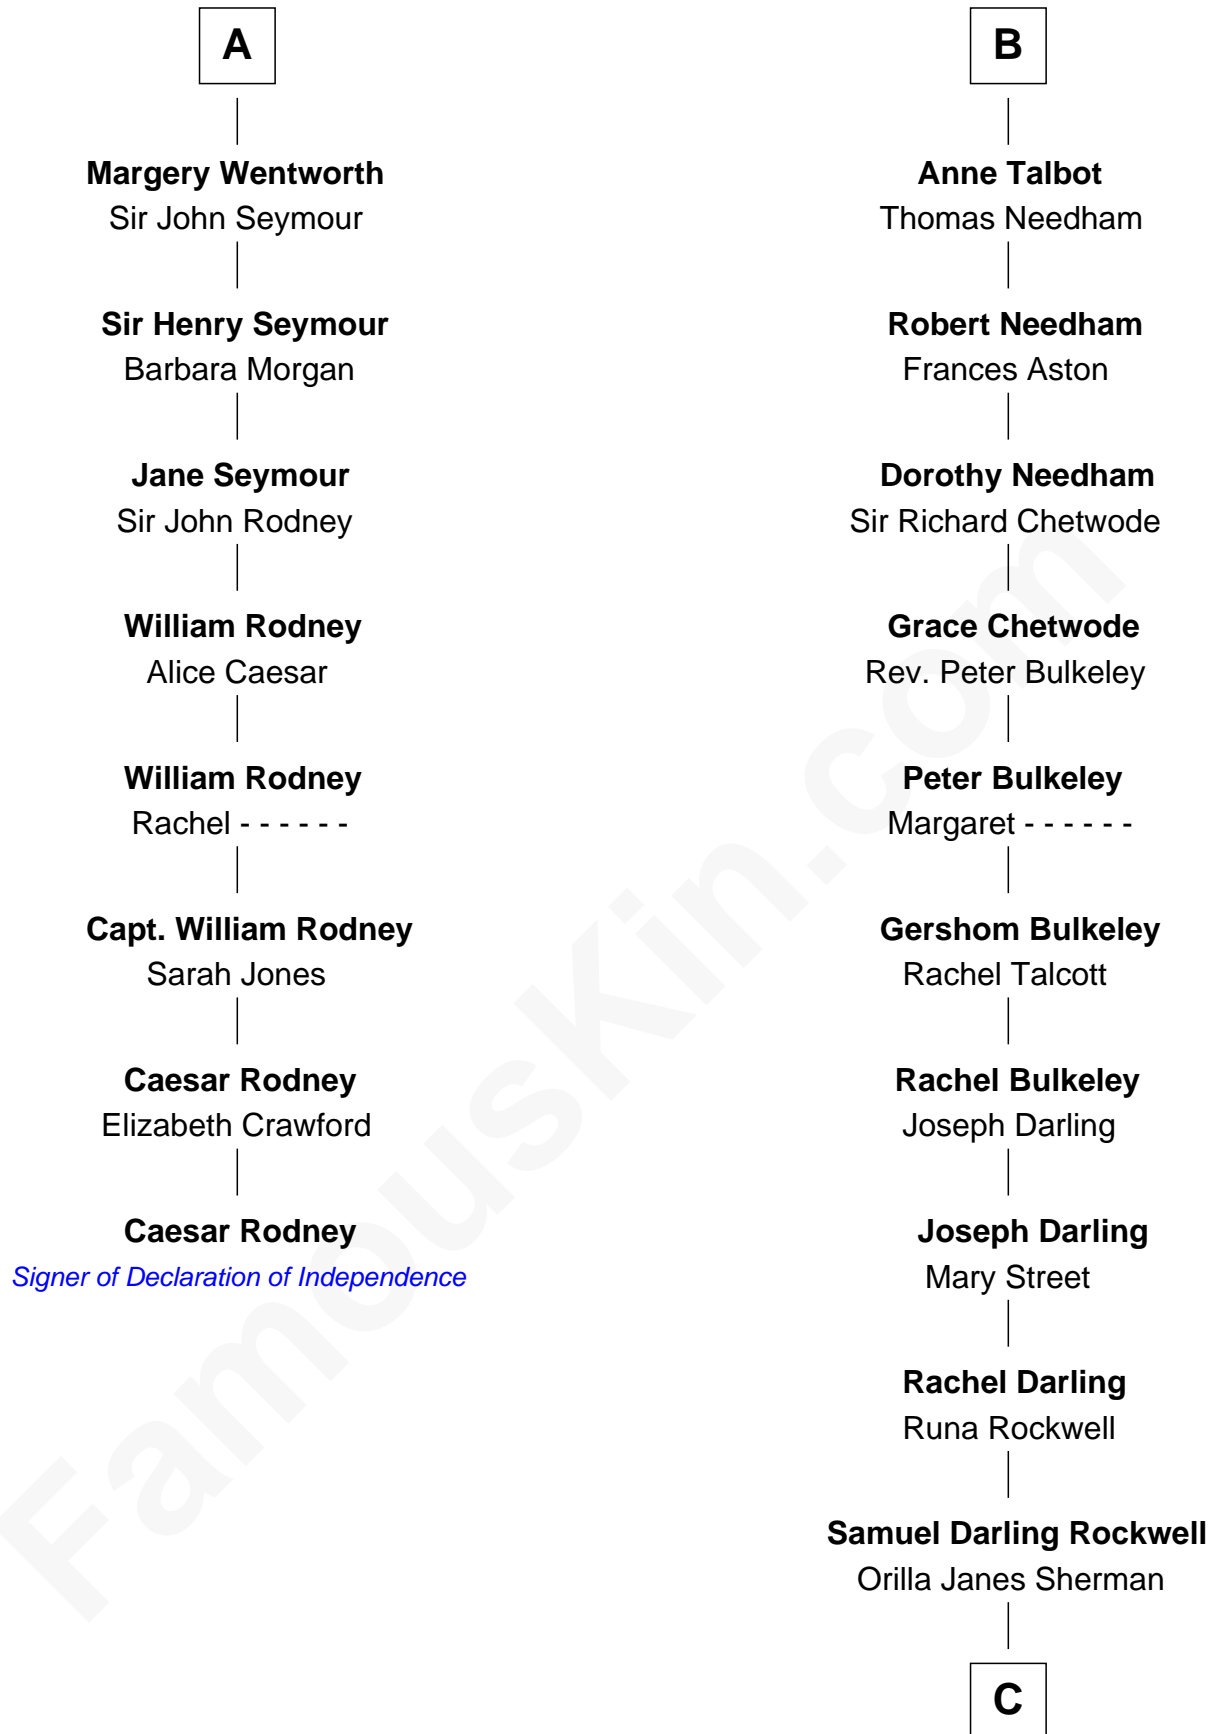 A
Margery Wentworth
Sir John Seymour
Sir Henry Seymour
Barbara Morgan
Jane Seymour
Sir John Rodney
William Rodney
Alice Caesar
William Rodney
Rachel - - - - - -
Capt. William Rodney
Sarah Jones
Caesar Rodney
Elizabeth Crawford
Caesar Rodney
Signer of Declaration of Independence
B
Anne Talbot
Thomas Needham
Robert Needham
Frances Aston
Dorothy Needham
Sir Richard Chetwode
Grace Chetwode
Rev. Peter Bulkeley
Peter Bulkeley
Margaret - - - - - -
Gershom Bulkeley
Rachel Talcott
Rachel Bulkeley
Joseph Darling
Joseph Darling
Mary Street
Rachel Darling
Runa Rockwell
Samuel Darling Rockwell
Orilla Janes Sherman
C
FamousKin.com